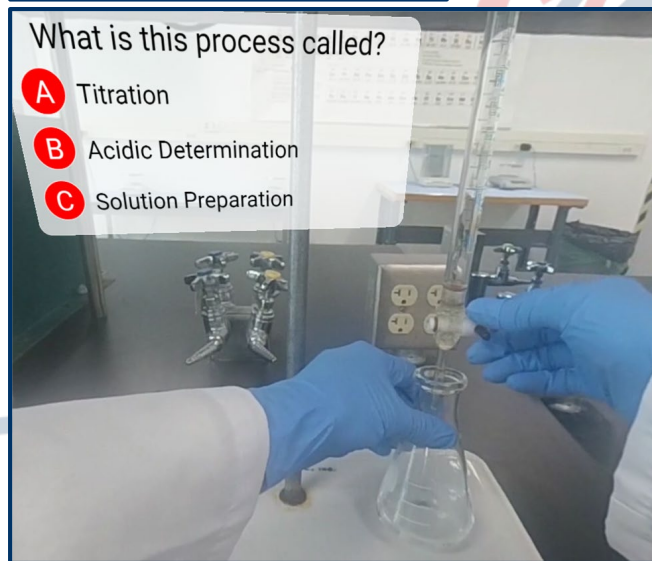 What is this process called?
A Titration
B Acidic Determination
C Solution Preparation